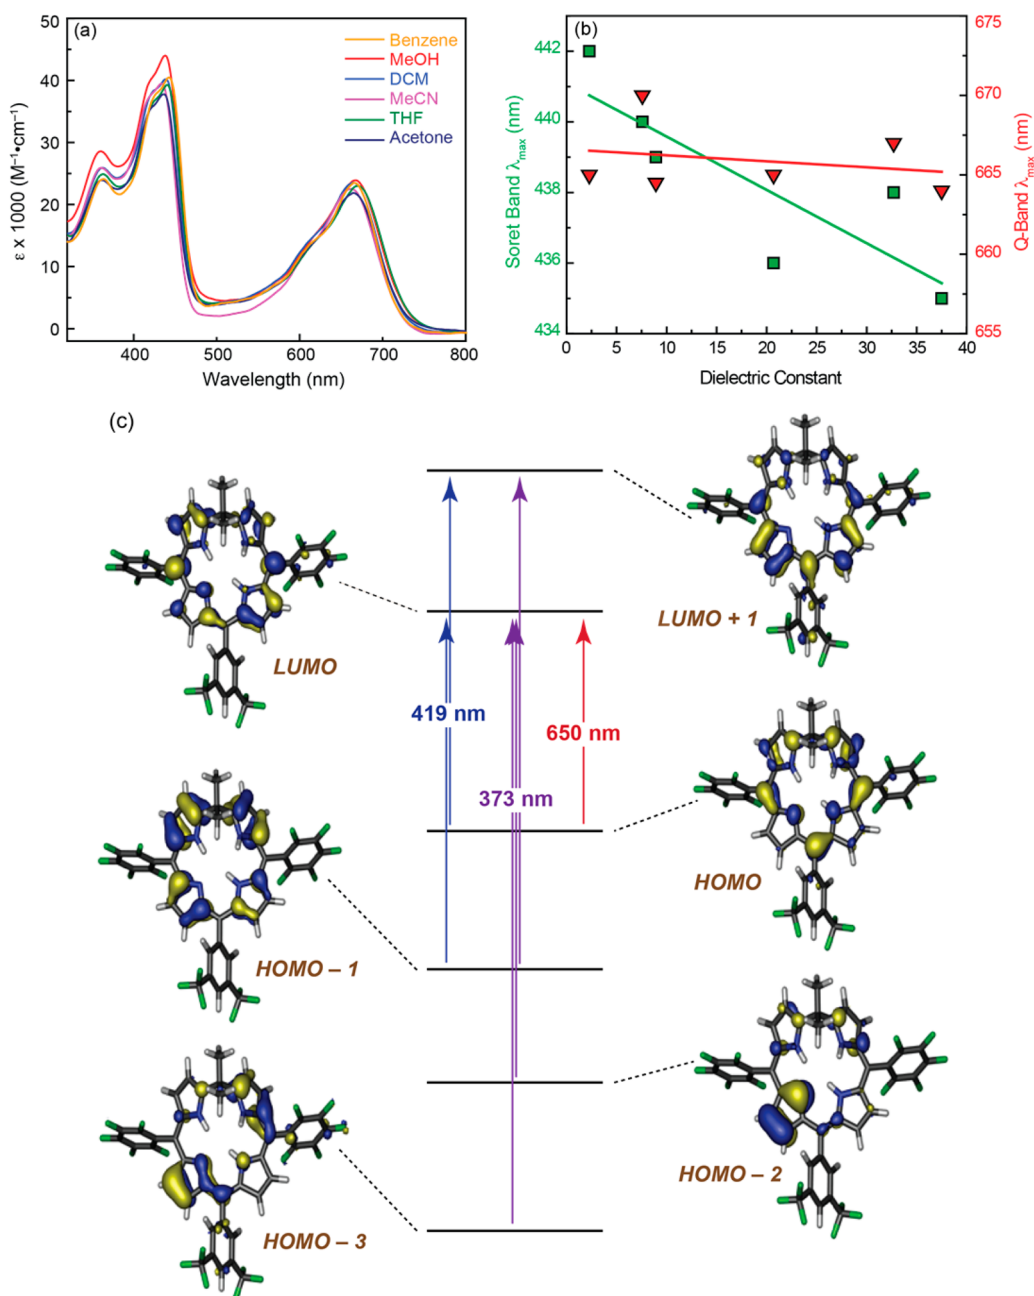 (a)
50
40
30
20
10
0
ε x 1000 (M⁻¹•cm⁻¹)
Benzene
MeOH
DCM
MeCN
THF
Acetone
400 500 600 700 800
Wavelength (nm)
(b)
442
440
438
436
434
Soret Band λmax (nm)
675
670
665
660
655
Q-Band λmax (nm)
0 5 10 15 20 25 30 35 40
Dielectric Constant
(c)
LUMO
LUMO + 1
419 nm
650 nm
373 nm
HOMO
HOMO – 1
HOMO – 2
HOMO – 3